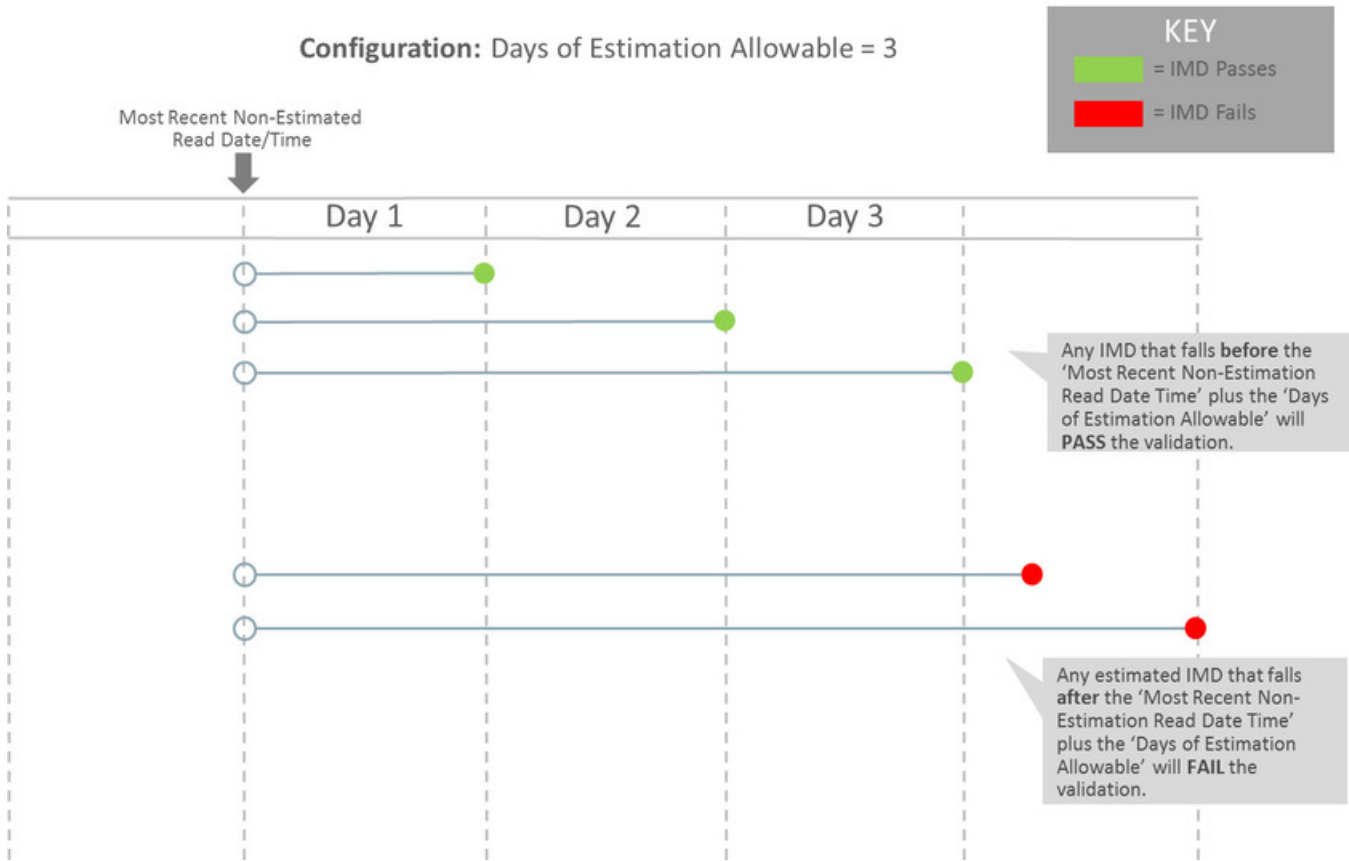 Configuration: Days of Estimation Allowable = 3
KEY
= IMD Passes
= IMD Fails
Most Recent Non-Estimated
Read Date/Time
Day 1
Day 2
Day 3
Any IMD that falls before the
‘Most Recent Non-Estimation
Read Date Time’ plus the ‘Days
of Estimation Allowable’ will
PASS the validation.
Any estimated IMD that falls
after the ‘Most Recent Non-
Estimation Read Date Time’
plus the ‘Days of Estimation
Allowable’ will FAIL the
validation.